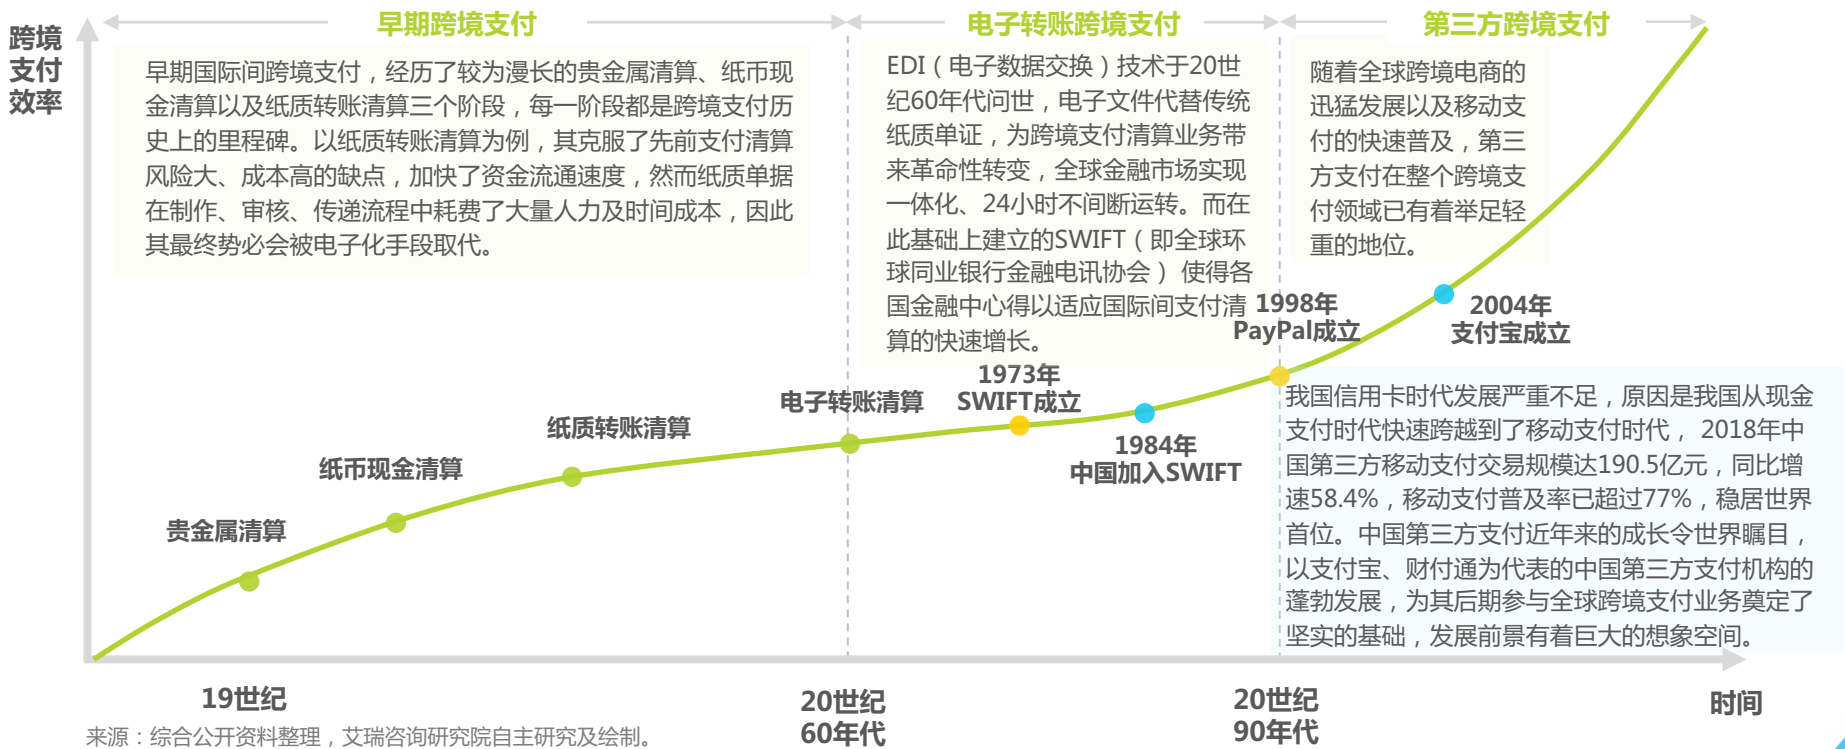 早期跨境支付
电子转账跨境支付
第三方跨境支付
跨境
支付
效率
早期国际间跨境支付，经历了较为漫长的贵金属清算、纸币现
金清算以及纸质转账清算三个阶段，每一阶段都是跨境支付历
史上的里程碑。以纸质转账清算为例，其克服了先前支付清算
风险大、成本高的缺点，加快了资金流通速度，然而纸质单据
在制作、审核、传递流程中耗费了大量人力及时间成本，因此
其最终势必会被电子化手段取代。
EDI（电子数据交换）技术于20世
纪60年代问世，电子文件代替传统
纸质单证，为跨境支付清算业务带
来革命性转变，全球金融市场实现
一体化、24小时不间断运转。而在
此基础上建立的SWIFT（即全球环
球同业银行金融电讯协会） 使得各
国金融中心得以适应国际间支付清
算的快速增长。
随着全球跨境电商的
迅猛发展以及移动支
付的快速普及，第三
方支付在整个跨境支
付领域已有着举足轻
重的地位。
贵金属清算
纸币现金清算
纸质转账清算
电子转账清算
1973年
SWIFT成立
1984年
中国加入SWIFT
1998年
PayPal成立
2004年
支付宝成立
我国信用卡时代发展严重不足，原因是我国从现金
支付时代快速跨越到了移动支付时代， 2018年中
国第三方移动支付交易规模达190.5亿元，同比增
速58.4%，移动支付普及率已超过77%，稳居世界
首位。中国第三方支付近年来的成长令世界瞩目，
以支付宝、财付通为代表的中国第三方支付机构的
蓬勃发展，为其后期参与全球跨境支付业务奠定了
坚实的基础，发展前景有着巨大的想象空间。
19世纪
20世纪
60年代
20世纪
90年代
时间
来源：综合公开资料整理，艾瑞咨询研究院自主研究及绘制。